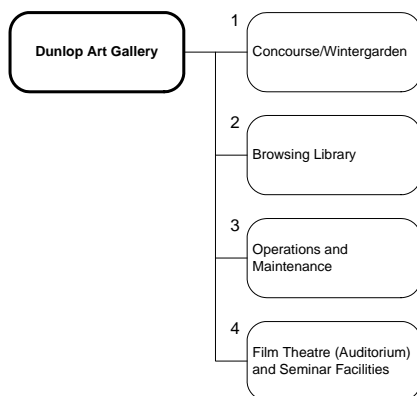 Dunlop Art Gallery
1
Concourse/Wintergarden
2
Browsing Library
3
Operations and
Maintenance
4
Film Theatre (Auditorium)
and Seminar Facilities